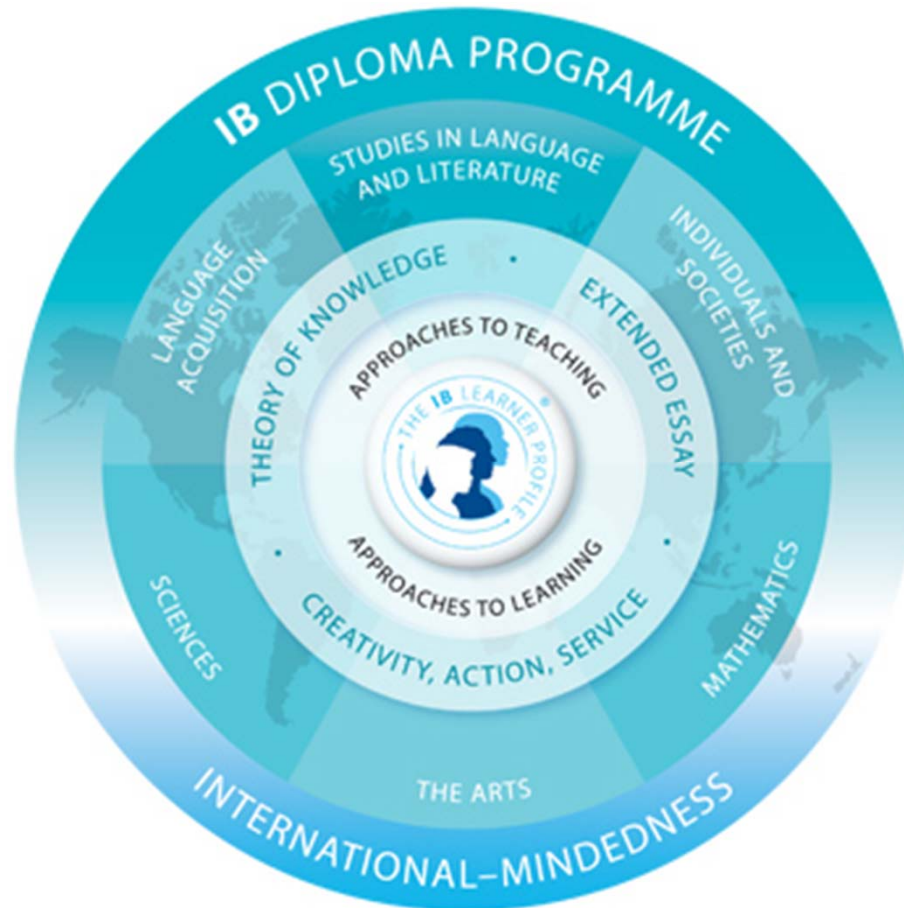 IB DIPLOMA PROGRAMME
STUDIES IN LANGUAGE
AND LITERATURE
LANGUAGE
ACQUISITION
INDIVIDUALS AND
SOCIETIES
THEORY OF KNOWLEDGE
·
EXTENDED ESSAY
·
CREATIVITY, ACTION, SERVICE
·
APPROACHES TO TEACHING
THE IB LEARNER PROFILE®
APPROACHES TO LEARNING
SCIENCES
MATHEMATICS
THE ARTS
INTERNATIONAL–MINDEDNESS